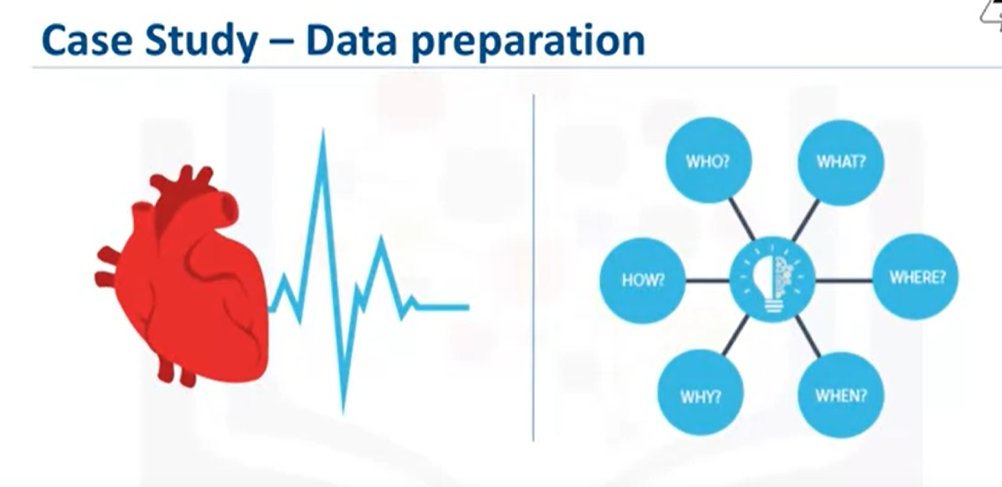 Case Study – Data preparation
WHO?
WHAT?
HOW?
WHERE?
WHY?
WHEN?